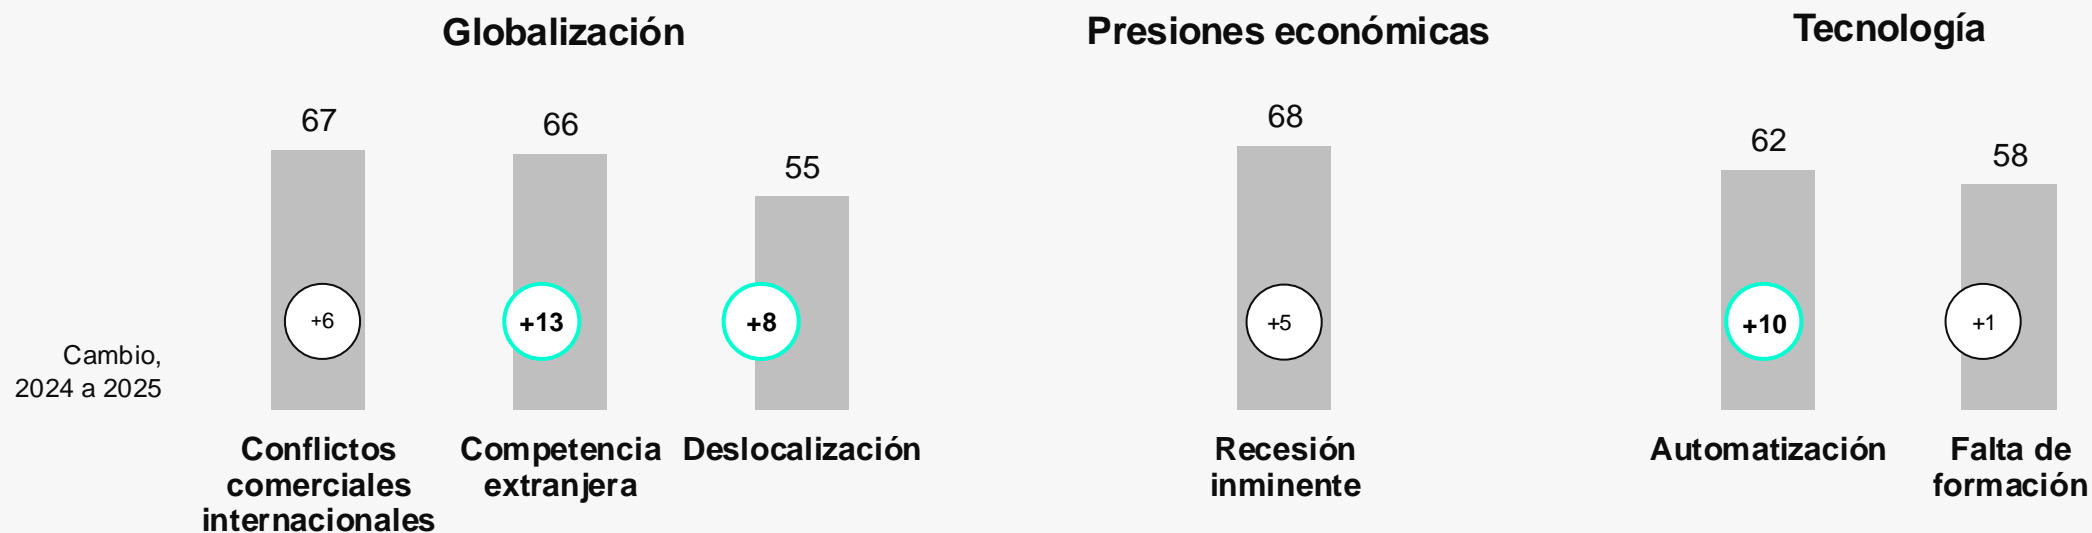 Globalización
Presiones económicas
Tecnología
67
66
55
68
62
58
+6
+13
+8
+5
+10
+1
Cambio,
2024 a 2025
Conflictos
comerciales
internacionales
Competencia
extranjera
Deslocalización
Recesión
inminente
Automatización
Falta de
formación